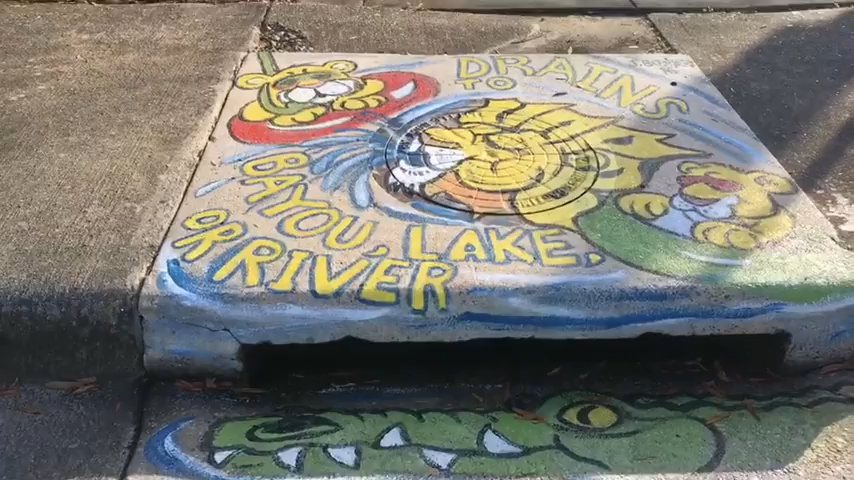 DRAINS
TO
BAYOU, LAKE,
OR RIVER